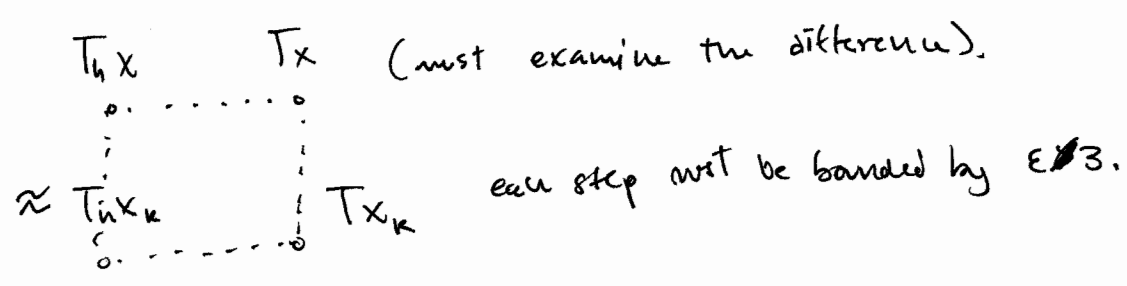 Tₙx Tx (must examine the difference).
≈ Tₙxₖ Txₖ each step must be bounded by ε/3.